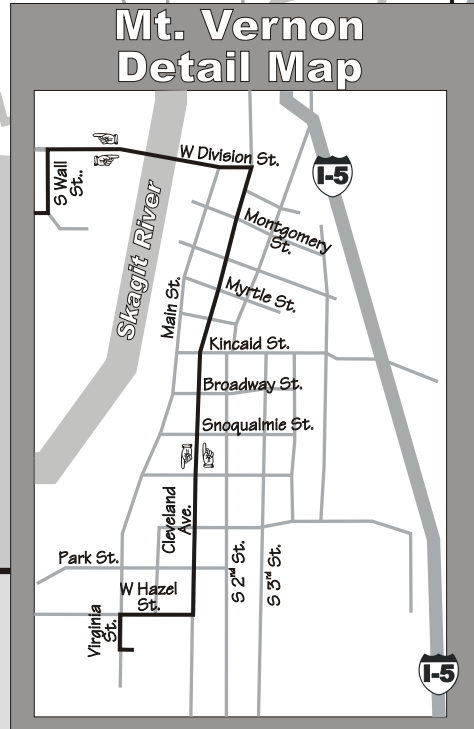 Mt. Vernon
Detail Map
W Division St.
I-5
S Wall
St..
Montgomery
St.
Skagit River
Main St.
Myrtle St.
Kincaid St.
Broadway St.
Snoqualmie St.
Cleveland
Ave.
Park St.
S 2nd St.
S 3rd St.
W Hazel
St.
Virginia
St.
I-5